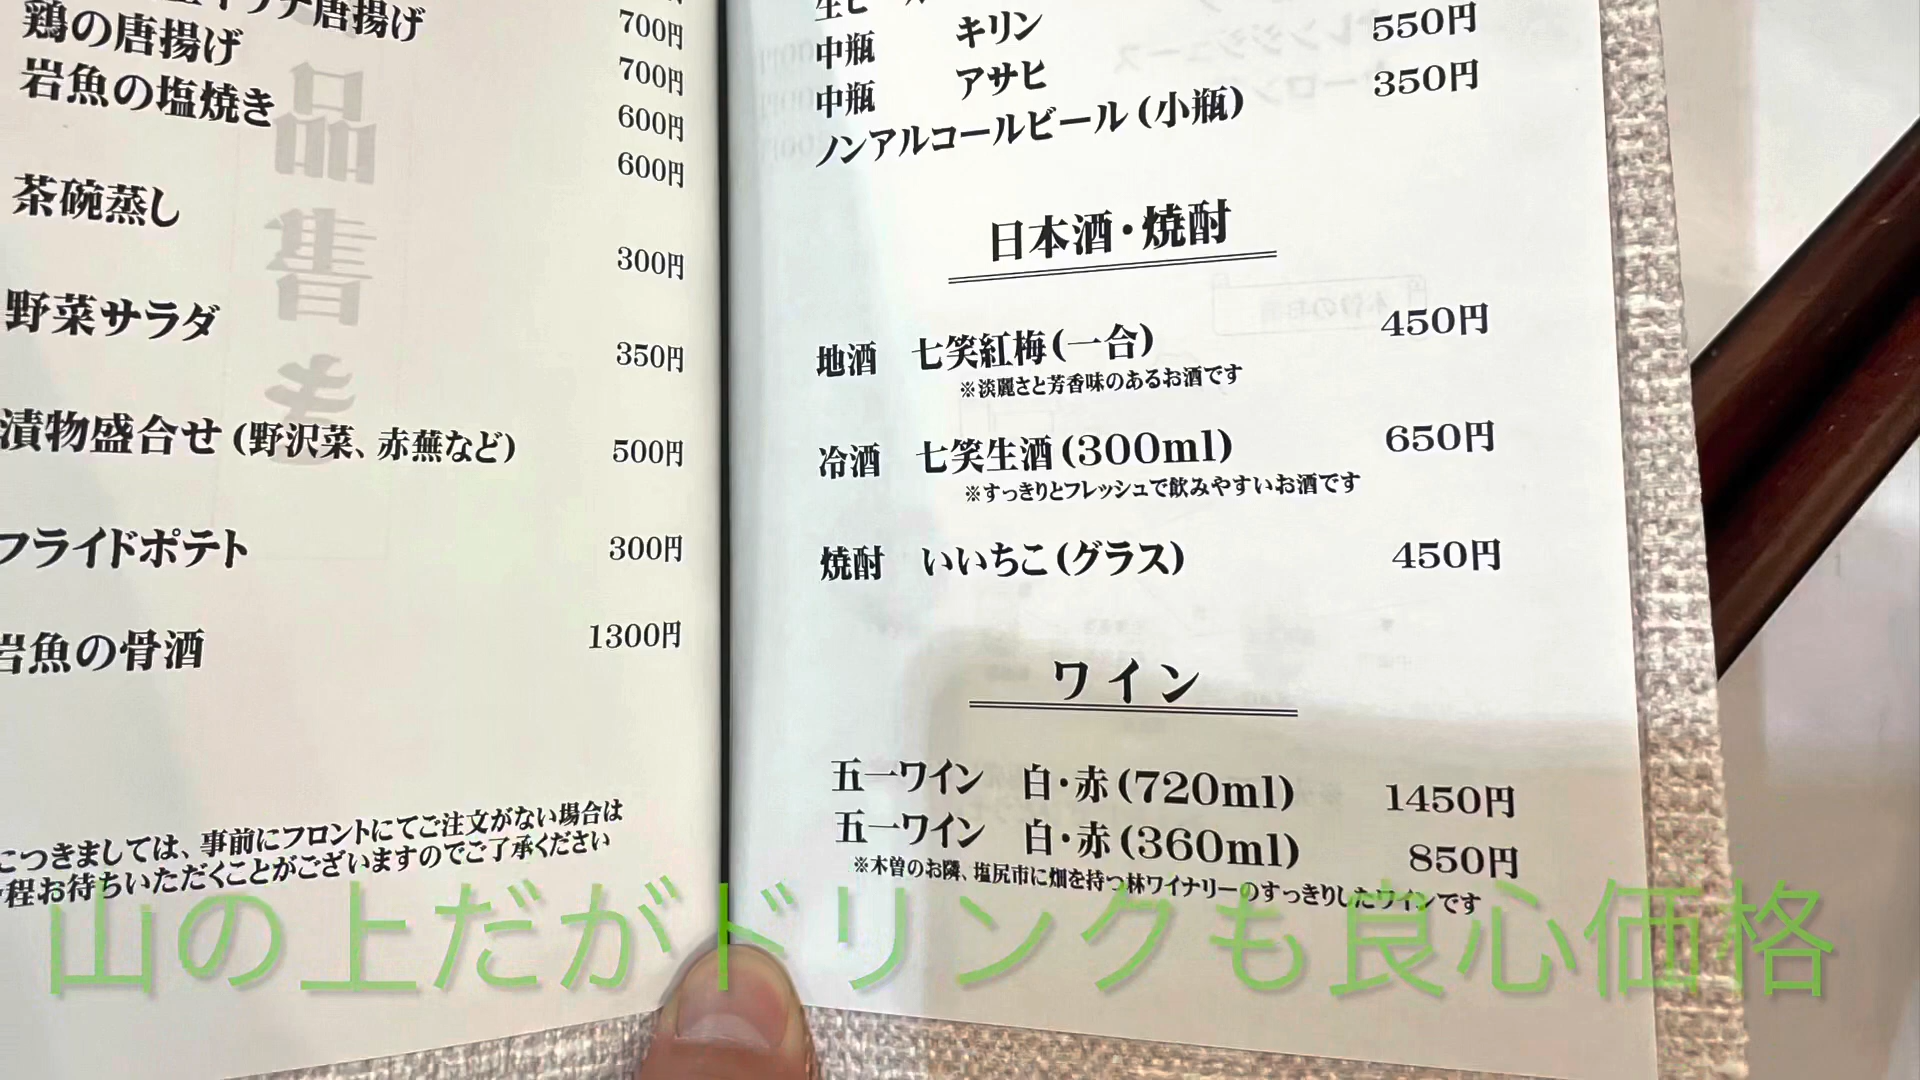 唐揚げ
鶏の唐揚げ
岩魚の塩焼き
茶碗蒸し
野菜サラダ
漬物盛合せ(野沢菜、赤蕪など)
フライドポテト
岩魚の骨酒
700円
700円
600円
600円
300円
350円
500円
300円
1300円
につきましては、事前にフロントにてご注文がない場合は
程お待ちいただくことがございますのでご了承ください
中瓶 キリン 550円
中瓶 アサヒ
ノンアルコールビール(小瓶) 350円
日本酒・焼酎
地酒 七笑紅梅(一合) 450円
※淡麗さと芳香味のあるお酒です
冷酒 七笑生酒(300ml) 650円
※すっきりとフレッシュで飲みやすいお酒です
焼酎 いいちこ(グラス) 450円
ワイン
五一ワイン 白・赤(720ml) 1450円
五一ワイン 白・赤(360ml) 850円
※木曽のお隣、塩尻市に畑を持つ林ワイナリーのすっきりしたワインです
山の上だがドリンクも良心価格